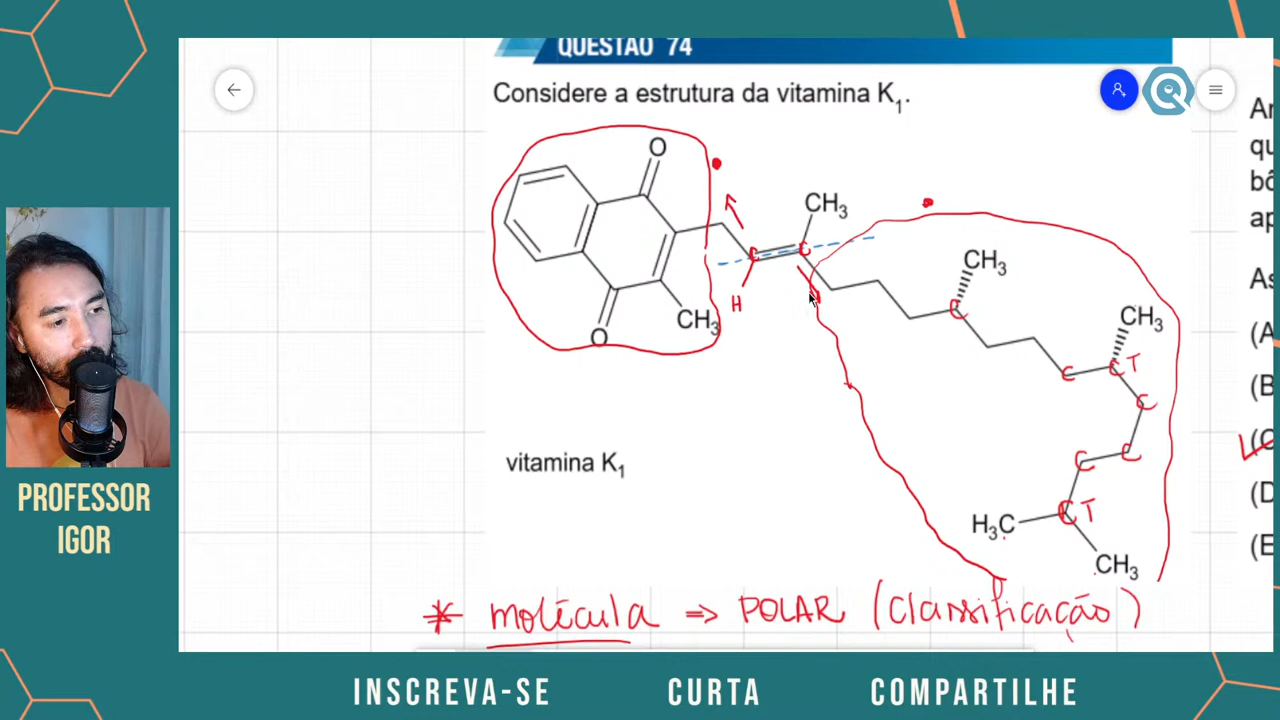 QUESTÃO 74
Considere a estrutura da vitamina K1.
O
CH3
C
C
H
CH3
O
CH3
C
CH3
C
C T
C
C
C
C T
H3C
CH3
vitamina K1
* molécula => POLAR (Classificação)
PROFESSOR
IGOR
INSCREVA-SE
CURTA
COMPARTILHE
(A
(B
(C
(D
(E